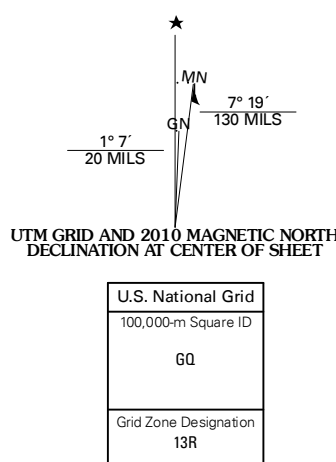 ★
MN
GN
7° 19´
130 MILS
1° 7´
20 MILS
UTM GRID AND 2010 MAGNETIC NORTH
DECLINATION AT CENTER OF SHEET
U.S. National Grid
100,000-m Square ID
GQ
Grid Zone Designation
13R